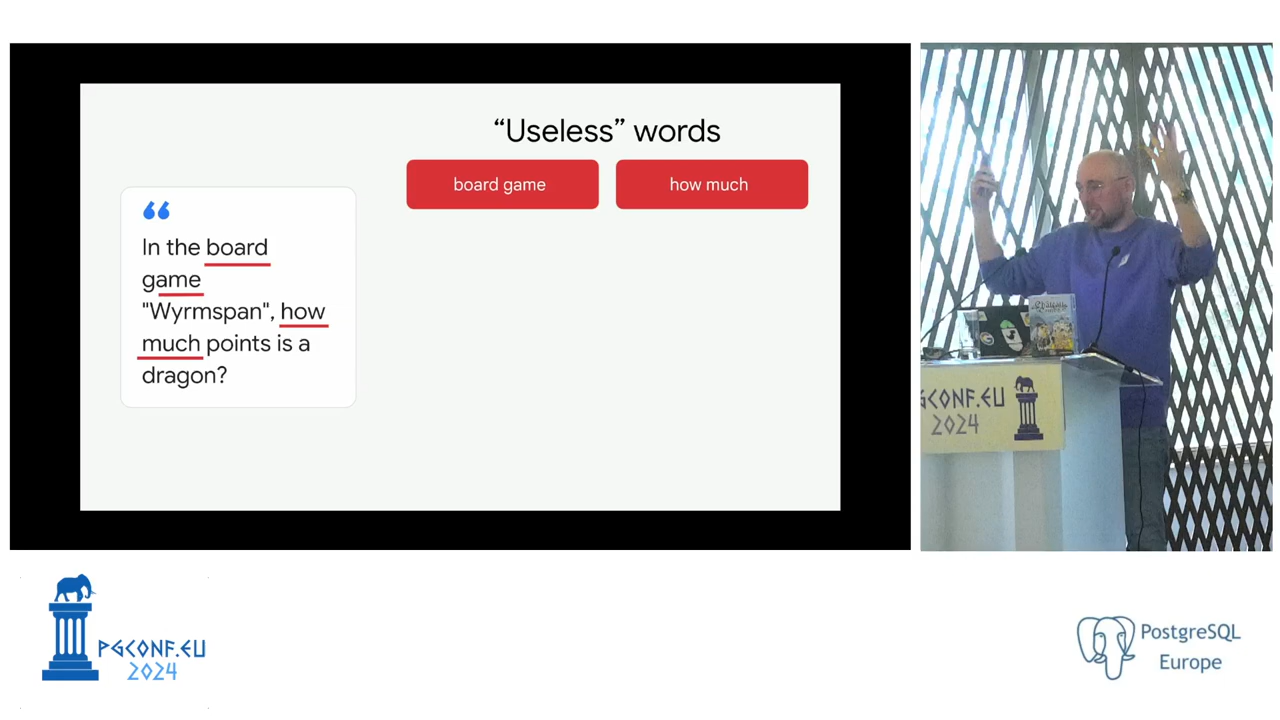 “Useless” words
board game
how much
In the board
game
"Wyrmspan", how
much points is a
dragon?
GCONF.EU
2024
PGCONF.EU
2024
PostgreSQL
Europe